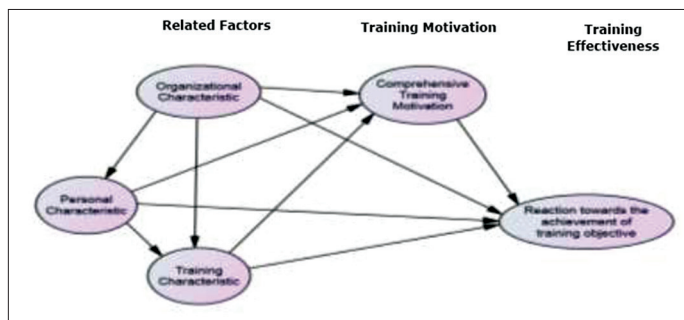 Related Factors
Training Motivation
Training
Effectiveness
Organizational
Characteristic
Comprehensive
Training
Motivation
Personal
Characteristic
Reaction towards the
achievement of
training objective
Training
Characteristic